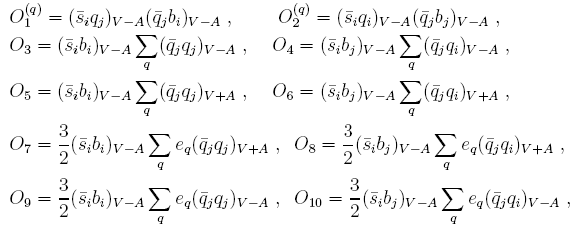 O_1^{(q)} = (\bar{s}_i q_j)_{V-A} (\bar{q}_j b_i)_{V-A} , O_2^{(q)} = (\bar{s}_i q_i)_{V-A} (\bar{q}_j b_j)_{V-A} ,
O_3 = (\bar{s}_i b_i)_{V-A} \sum_q (\bar{q}_j q_j)_{V-A} , O_4 = (\bar{s}_i b_j)_{V-A} \sum_q (\bar{q}_j q_i)_{V-A} ,
O_5 = (\bar{s}_i b_i)_{V-A} \sum_q (\bar{q}_j q_j)_{V+A} , O_6 = (\bar{s}_i b_j)_{V-A} \sum_q (\bar{q}_j q_i)_{V+A} ,
O_7 = \frac{3}{2} (\bar{s}_i b_i)_{V-A} \sum_q e_q (\bar{q}_j q_j)_{V+A} , O_8 = \frac{3}{2} (\bar{s}_i b_j)_{V-A} \sum_q e_q (\bar{q}_j q_i)_{V+A} ,
O_9 = \frac{3}{2} (\bar{s}_i b_i)_{V-A} \sum_q e_q (\bar{q}_j q_j)_{V-A} , O_{10} = \frac{3}{2} (\bar{s}_i b_j)_{V-A} \sum_q e_q (\bar{q}_j q_i)_{V-A} ,